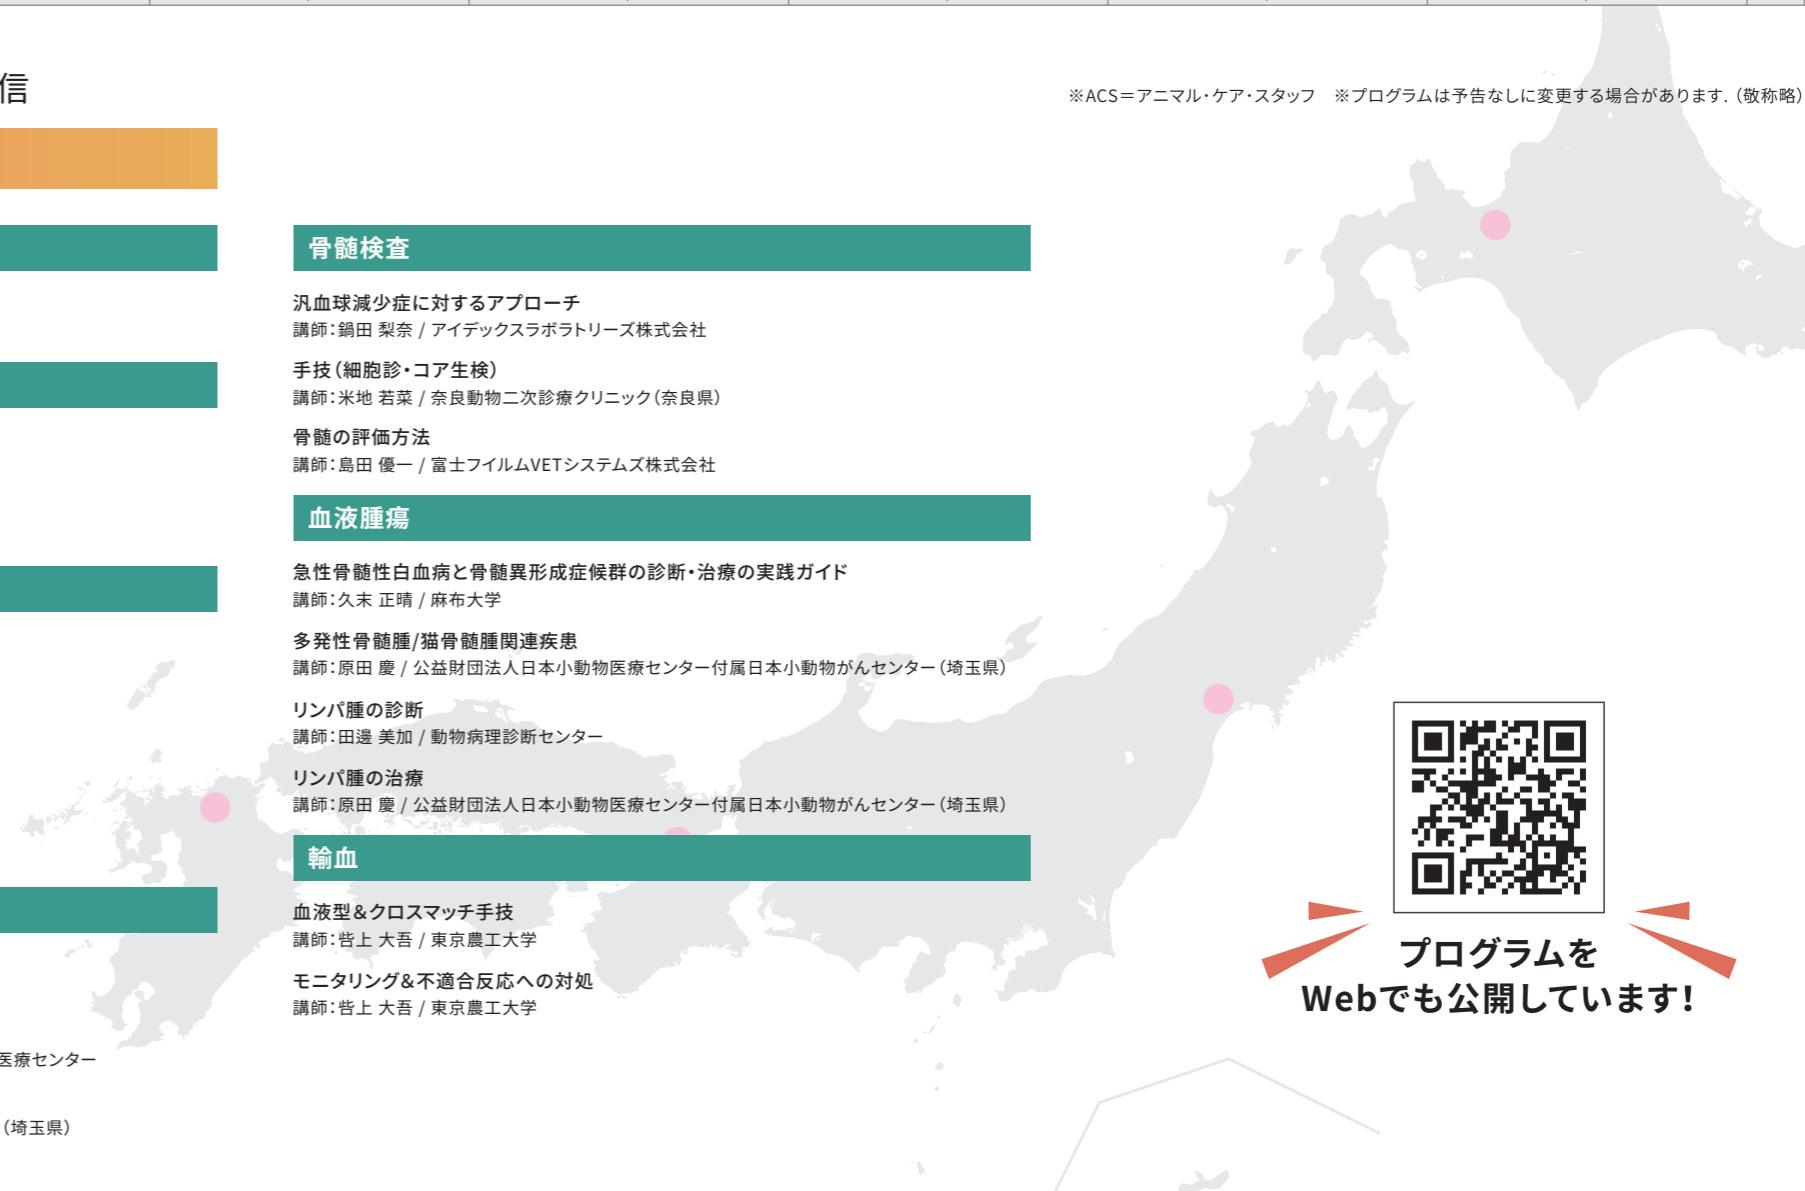 信
※ACS＝アニマル・ケア・スタッフ　※プログラムは予告なしに変更する場合があります.（敬称略）
骨髄検査
汎血球減少症に対するアプローチ
講師：鍋田 梨奈 / アイデックスラボラトリーズ株式会社
手技（細胞診・コア生検）
講師：米地 若菜 / 奈良動物二次診療クリニック（奈良県）
骨髄の評価方法
講師：島田 優一 / 富士フイルムVETシステムズ株式会社
血液腫瘍
急性骨髄性白血病と骨髄異形成症候群の診断・治療の実践ガイド
講師：久末 正晴 / 麻布大学
多発性骨髄腫/猫骨髄腫関連疾患
講師：原田 慶 / 公益財団法人日本小動物医療センター付属日本小動物がんセンター（埼玉県）
リンパ腫の診断
講師：田邊 美加 / 動物病理診断センター
リンパ腫の治療
講師：原田 慶 / 公益財団法人日本小動物医療センター付属日本小動物がんセンター（埼玉県）
輸血
血液型＆クロスマッチ手技
講師：呰上 大吾 / 東京農工大学
モニタリング＆不適合反応への対処
講師：呰上 大吾 / 東京農工大学
医療センター
（埼玉県）
プログラムを
Webでも公開しています！